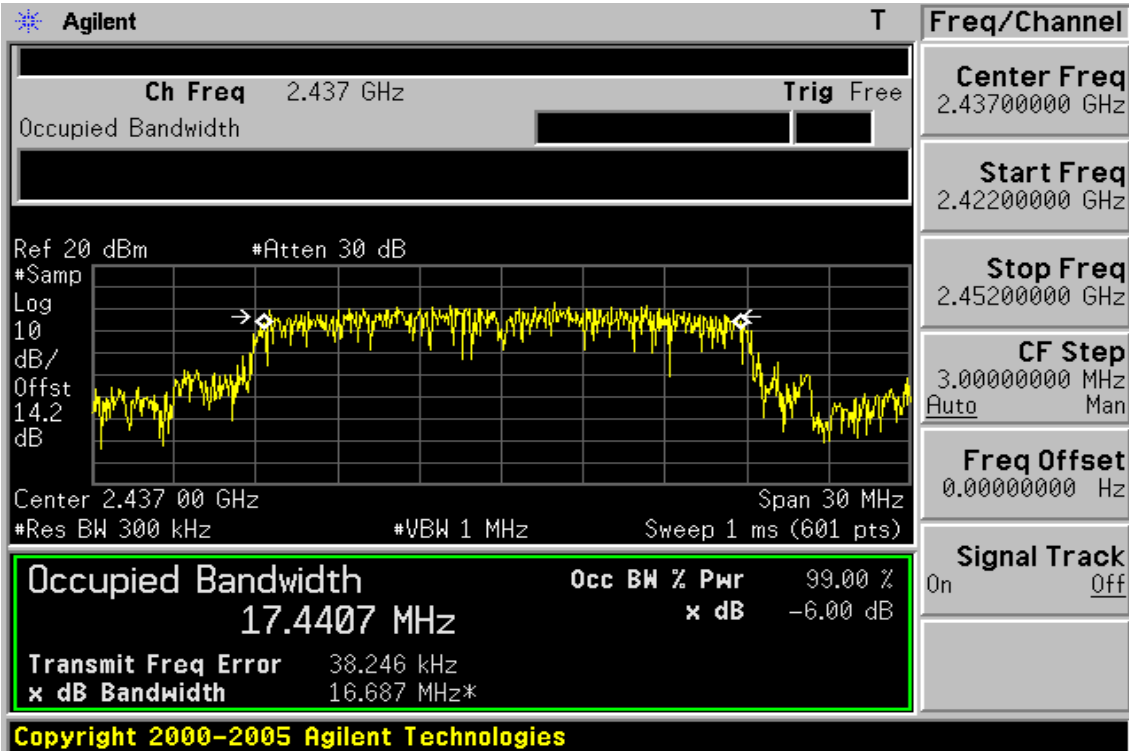 Agilent T
Freq/Channel
Ch Freq 2.437 GHz Trig Free
Occupied Bandwidth
Center Freq
2.43700000 GHz
Start Freq
2.42200000 GHz
Stop Freq
2.45200000 GHz
CF Step
3.00000000 MHz
Auto Man
Freq Offset
0.00000000 Hz
Signal Track
On Off
Ref 20 dBm #Atten 30 dB
#Samp
Log
10
dB/
Offst
14.2
dB
Center 2.437 00 GHz Span 30 MHz
#Res BW 300 kHz #VBW 1 MHz Sweep 1 ms (601 pts)
Occupied Bandwidth Occ BW % Pwr 99.00 %
17.4407 MHz x dB -6.00 dB
Transmit Freq Error 38.246 kHz
x dB Bandwidth 16.687 MHz*
Copyright 2000-2005 Agilent Technologies